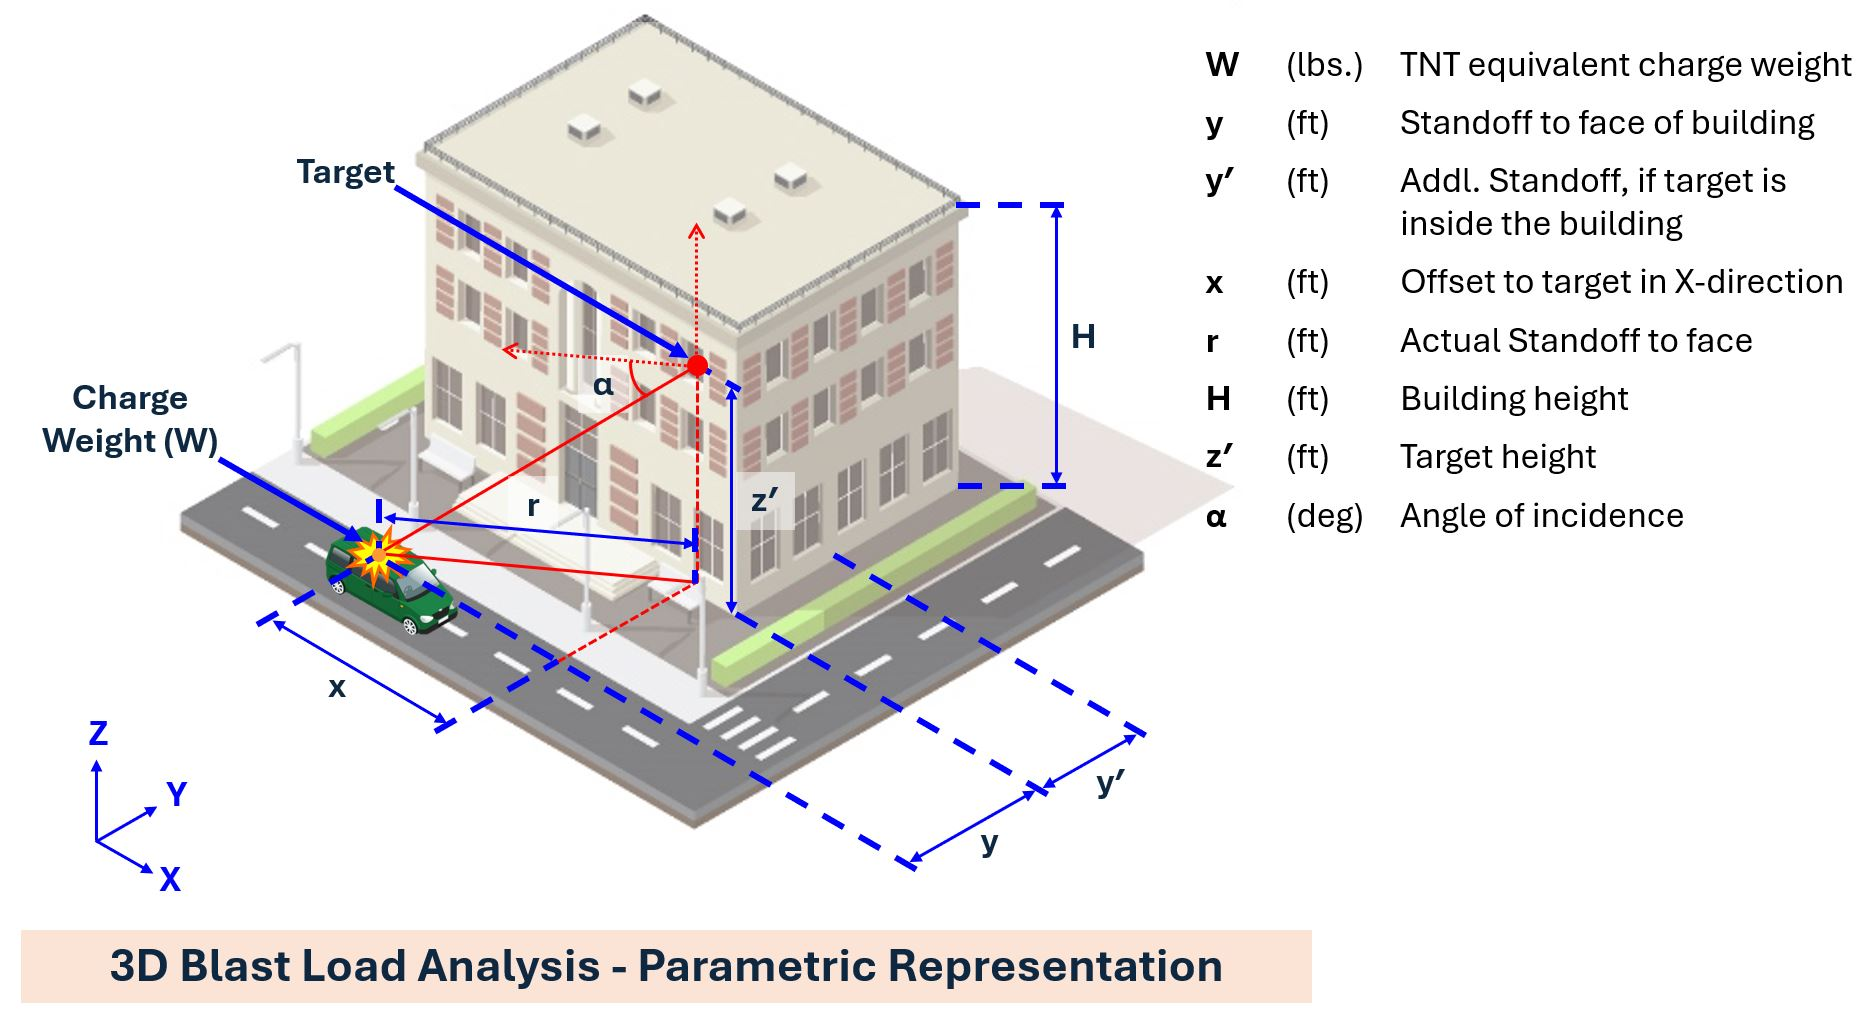 Target
Charge
Weight (W)
α
r
z′
H
x
y
y′
Z
Y
X
W (lbs.) TNT equivalent charge weight
y (ft) Standoff to face of building
y′ (ft) Addl. Standoff, if target is
inside the building
x (ft) Offset to target in X-direction
r (ft) Actual Standoff to face
H (ft) Building height
z′ (ft) Target height
α (deg) Angle of incidence
3D Blast Load Analysis - Parametric Representation